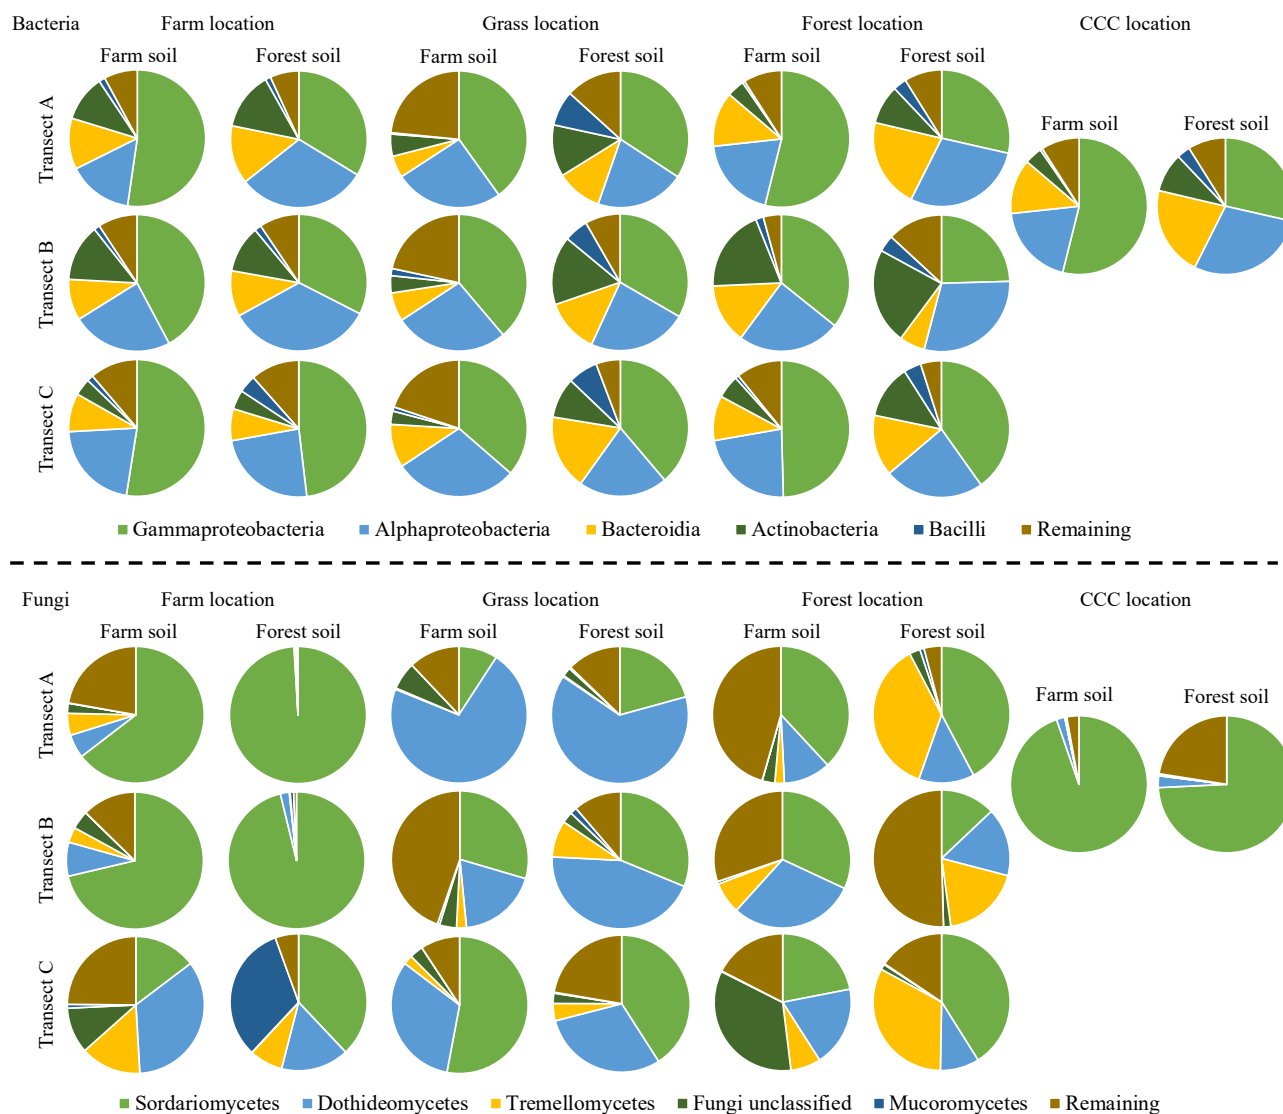 Bacteria Farm location Grass location Forest location CCC location
Farm soil Forest soil Farm soil Forest soil Farm soil Forest soil
Transect A
Farm soil Forest soil
Transect B
Transect C
Gammaproteobacteria Alphaproteobacteria Bacteroidia Actinobacteria Bacilli Remaining
Fungi Farm location Grass location Forest location CCC location
Farm soil Forest soil Farm soil Forest soil Farm soil Forest soil
Transect A
Farm soil Forest soil
Transect B
Transect C
Sordariomycetes Dothideomycetes Tremellomycetes Fungi unclassified Mucoromycetes Remaining